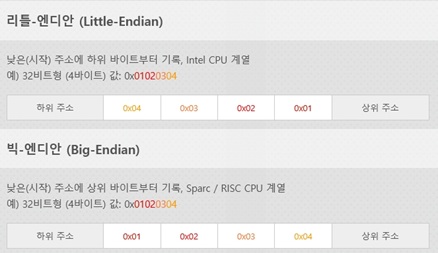 리틀-엔디안 (Little-Endian)
낮은(시작) 주소에 하위 바이트부터 기록, Intel CPU 계열
예) 32비트형 (4바이트) 값: 0x01020304
하위 주소 0x04 0x03 0x02 0x01 상위 주소
빅-엔디안 (Big-Endian)
낮은(시작) 주소에 상위 바이트부터 기록, Sparc / RISC CPU 계열
예) 32비트형 (4바이트) 값: 0x01020304
하위 주소 0x01 0x02 0x03 0x04 상위 주소